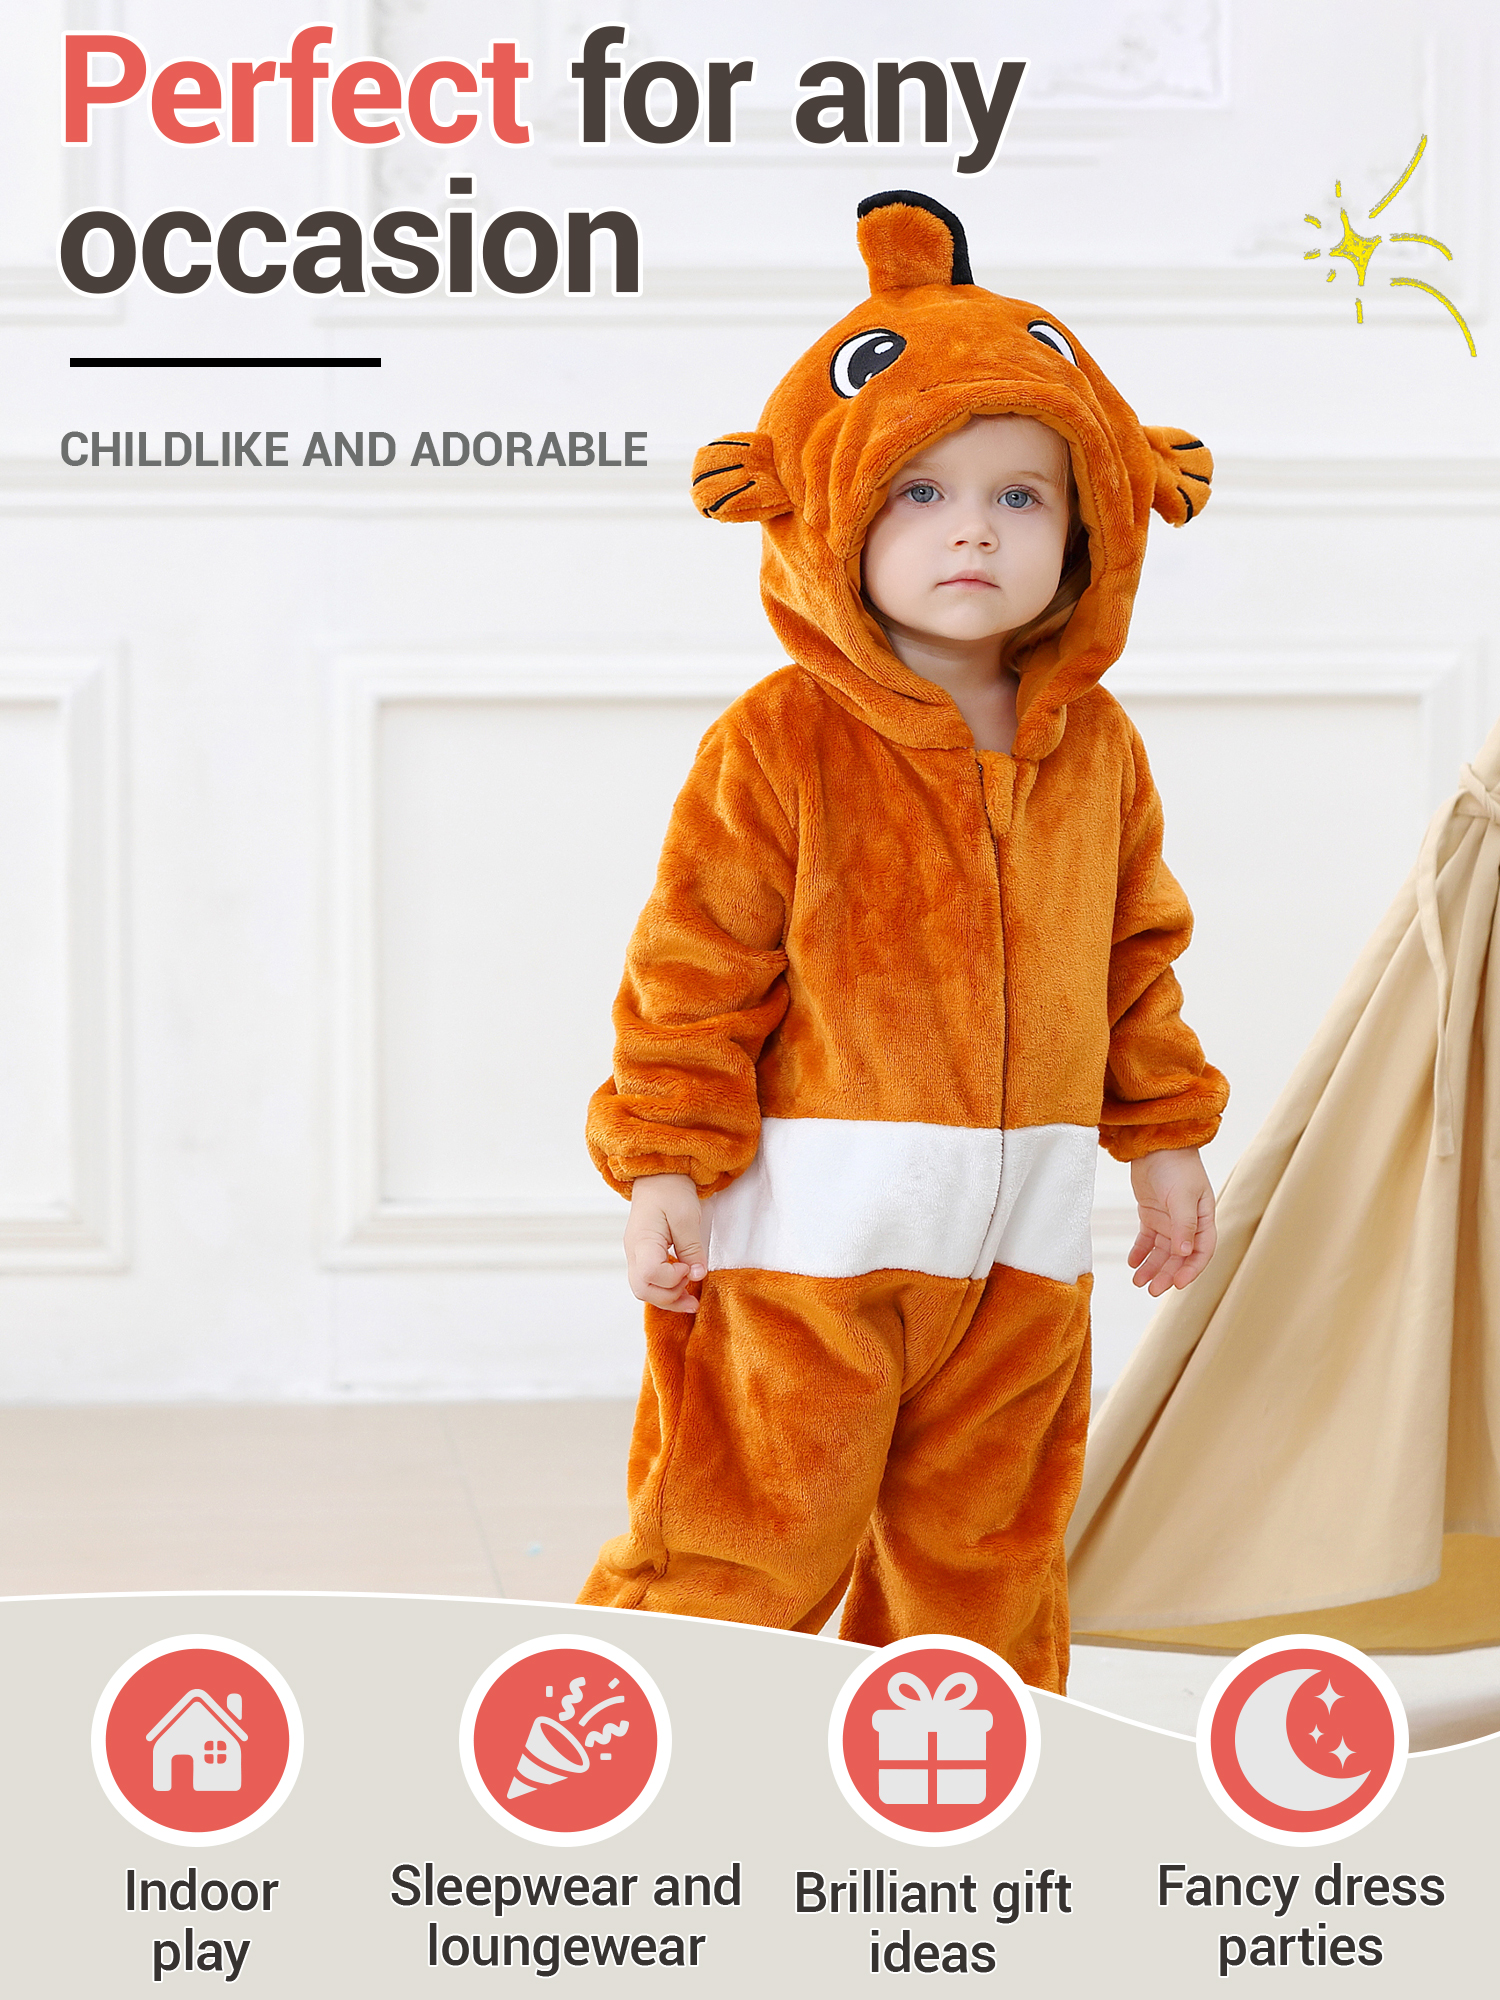 Perfect for any
occasion
CHILDLIKE AND ADORABLE
Indoor
play
Sleepwear and
loungewear
Brilliant gift
ideas
Fancy dress
parties